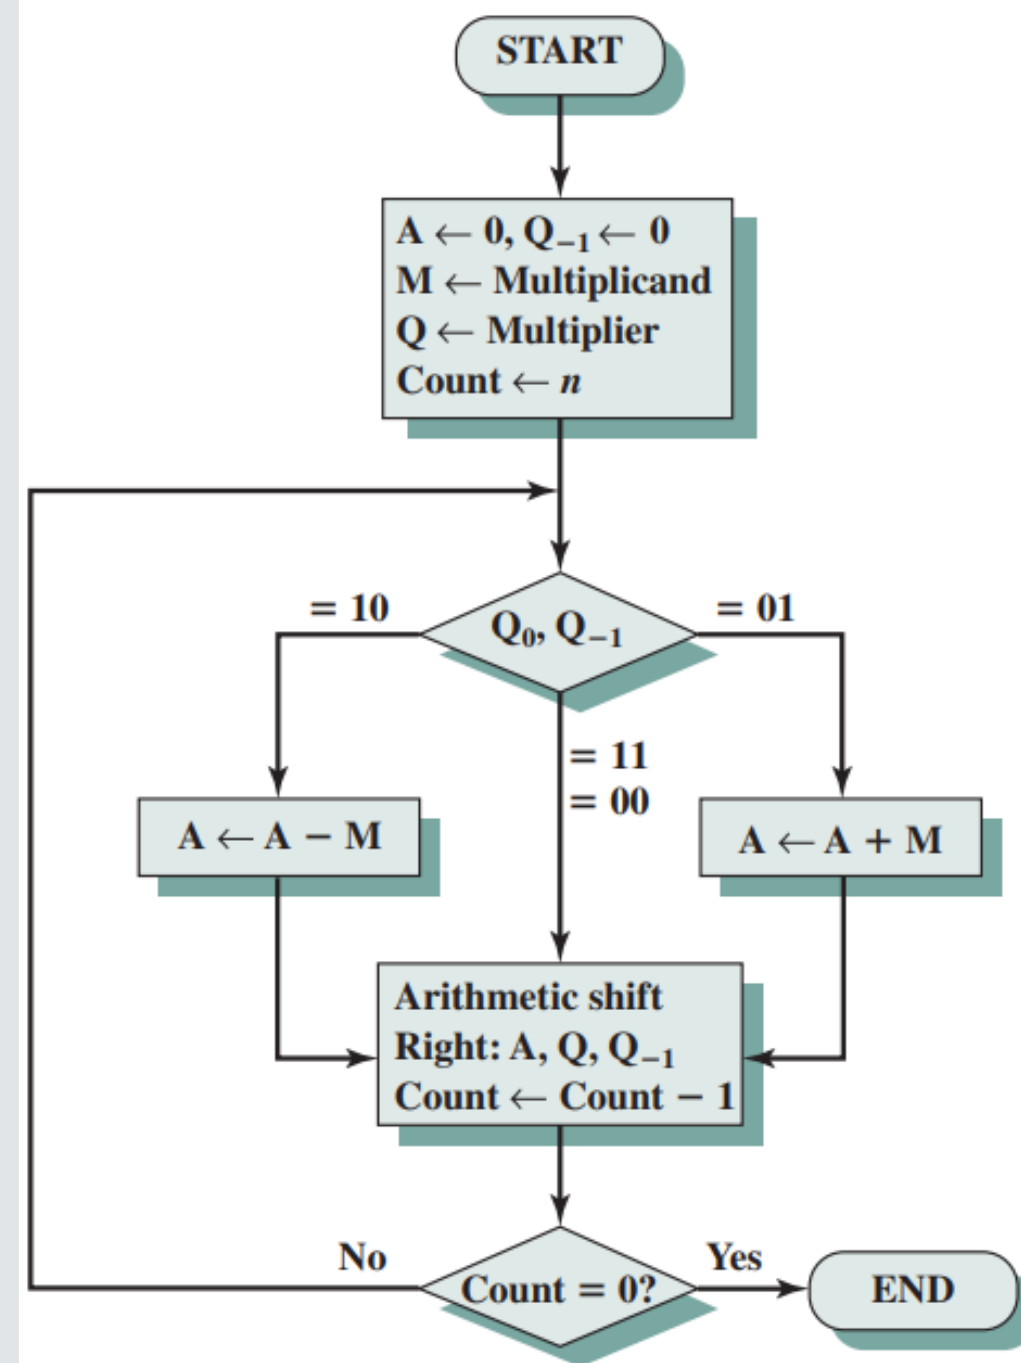 START
A ← 0, Q₋₁ ← 0
M ← Multiplicand
Q ← Multiplier
Count ← n
= 10
Q₀, Q₋₁
= 01
= 11
= 00
A ← A − M
A ← A + M
Arithmetic shift
Right: A, Q, Q₋₁
Count ← Count − 1
No
Count = 0?
Yes
END